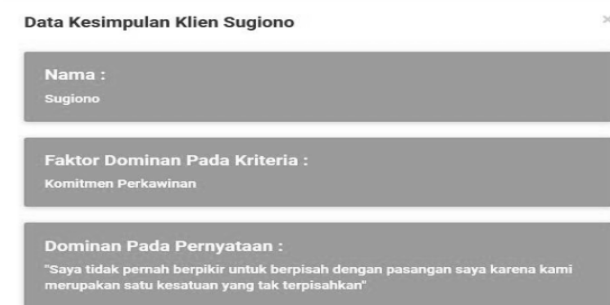 Data Kesimpulan Klien Sugiono
×
Nama :
Sugiono
Faktor Dominan Pada Kriteria :
Komitmen Perkawinan
Dominan Pada Pernyataan :
"Saya tidak pernah berpikir untuk berpisah dengan pasangan saya karena kami
merupakan satu kesatuan yang tak terpisahkan"